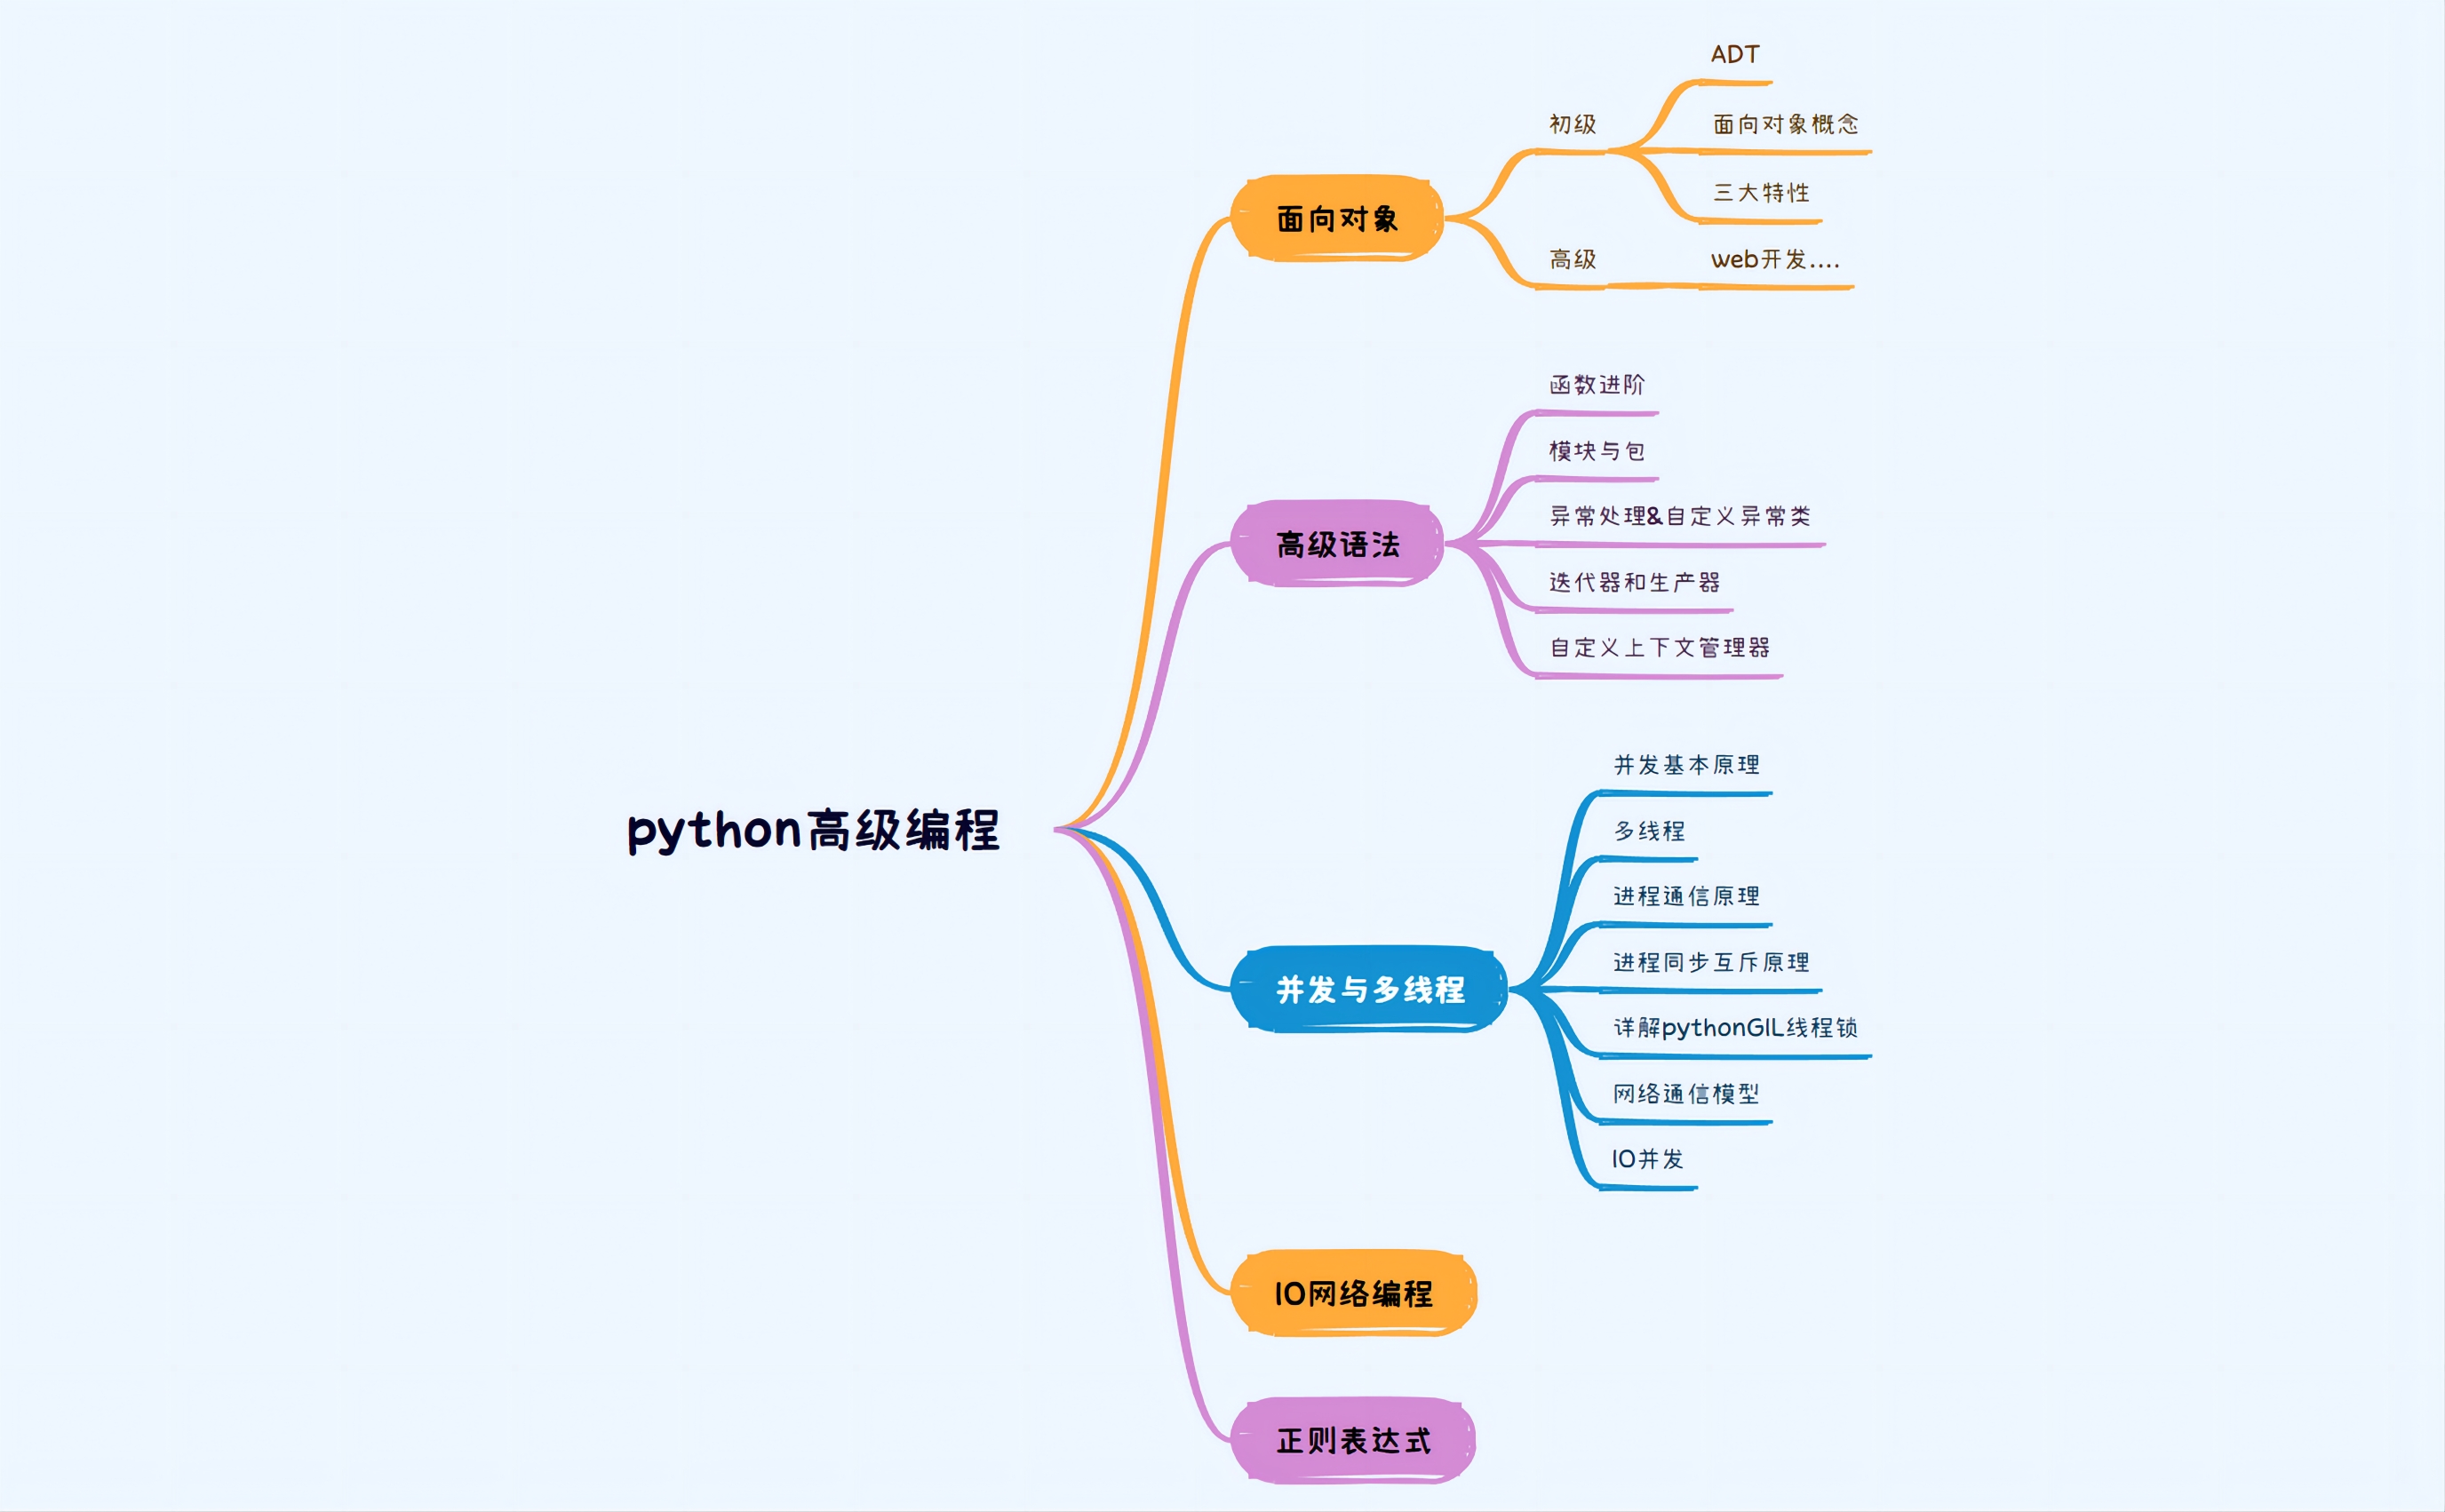 python高级编程
面向对象
初级
ADT
面向对象概念
三大特性
高级
web开发....
高级语法
函数进阶
模块与包
异常处理&自定义异常类
迭代器和生产器
自定义上下文管理器
并发与多线程
并发基本原理
多线程
进程通信原理
进程同步互斥原理
详解pythonGIL线程锁
网络通信模型
IO并发
IO网络编程
正则表达式